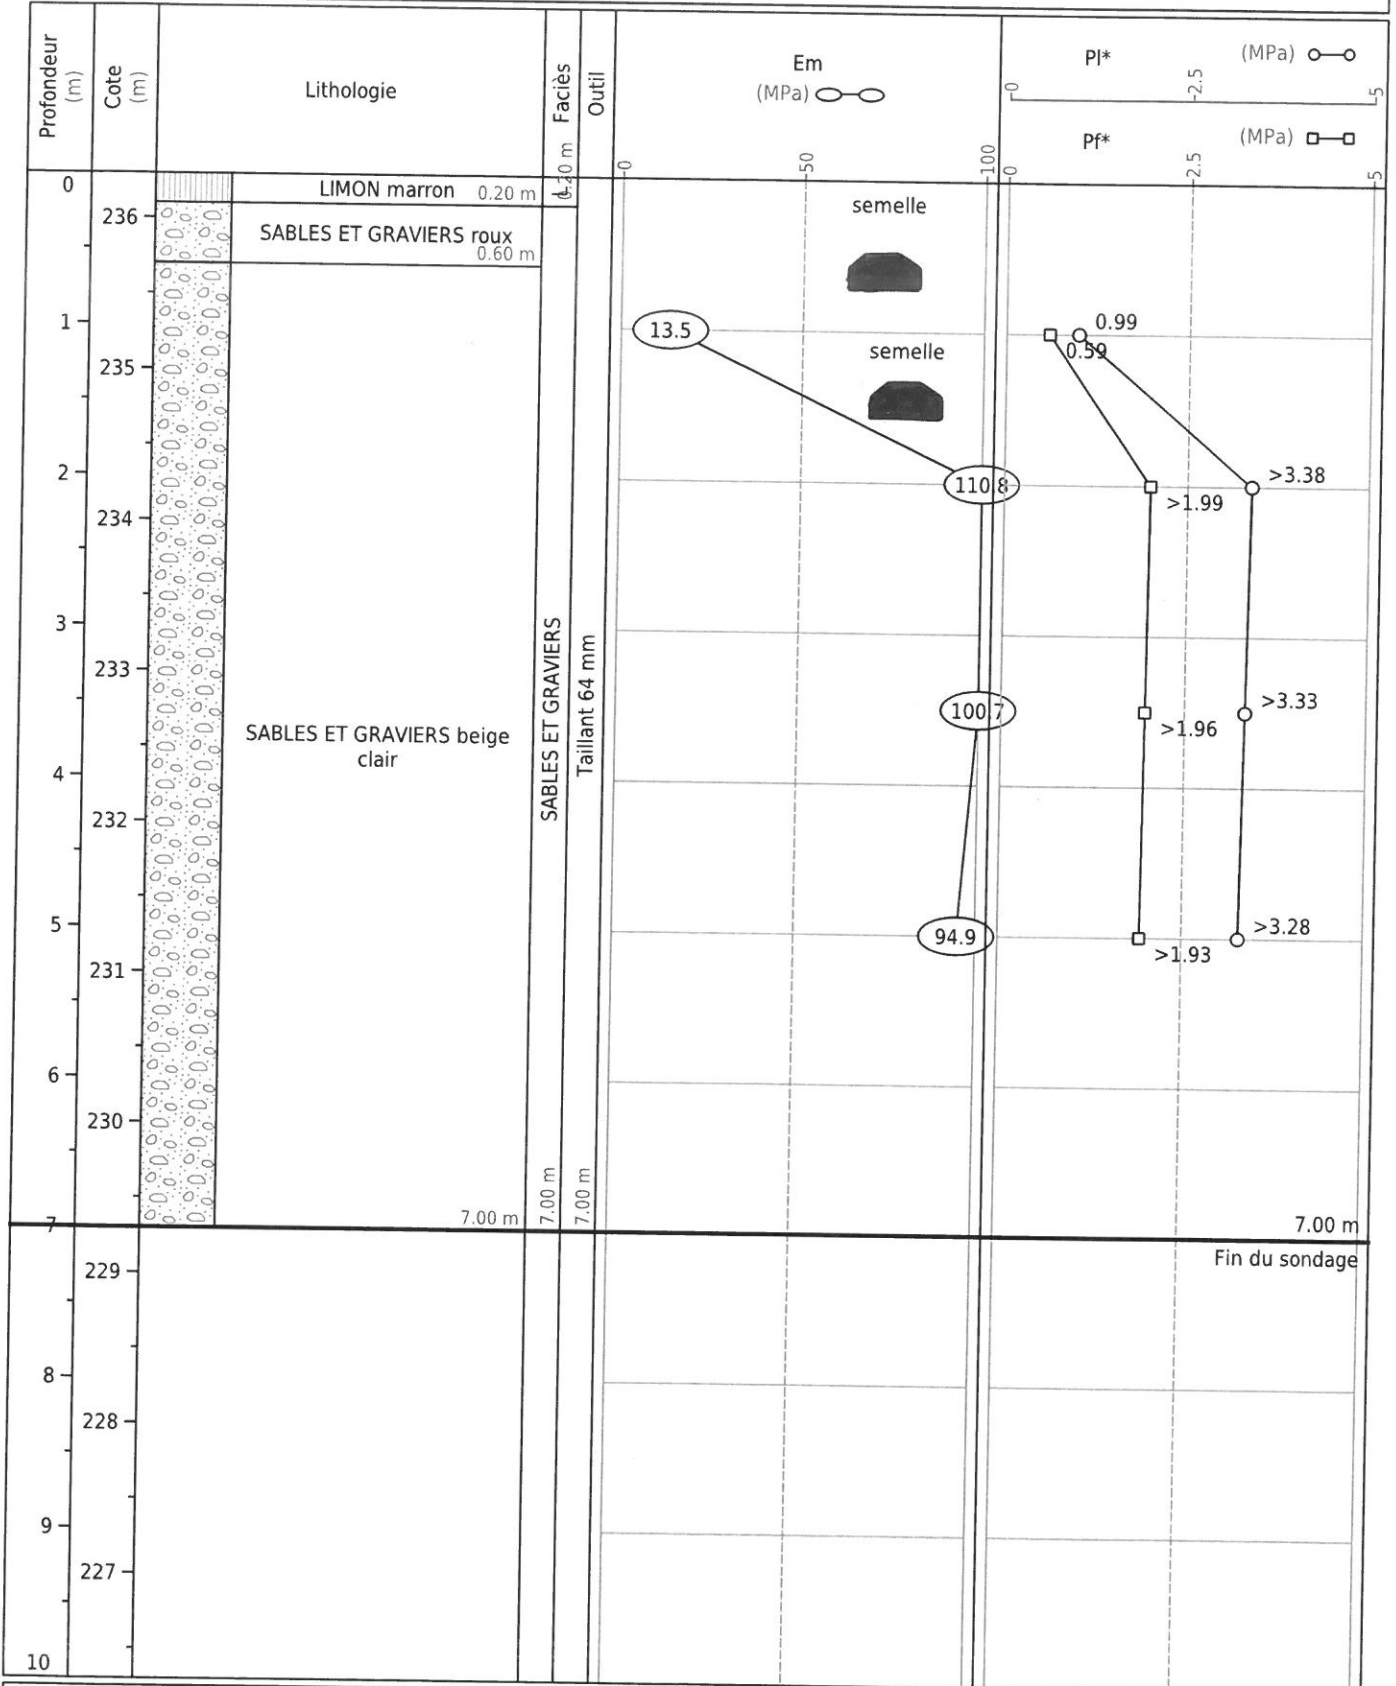 Profondeur
(m)
Cote
(m)
Lithologie
Faciès
Outil
Em
(MPa)
0
50
100
Pl*
(MPa)
0
2.5
5
Pf*
(MPa)
0
2.5
5
0
LIMON marron 0.20 m
L
0.20 m
236
SABLES ET GRAVIERS roux
0.60 m
semelle
1
13.5
0.99
0.59
235
semelle
2
110.8
>3.38
>1.99
234
3
233
SABLES ET GRAVIERS
Taillant 64 mm
100.7
>3.33
>1.96
SABLES ET GRAVIERS beige
clair
4
232
5
94.9
>3.28
>1.93
231
6
230
7.00 m
7.00 m
7.00 m
7.00 m
7
Fin du sondage
229
8
228
9
227
10